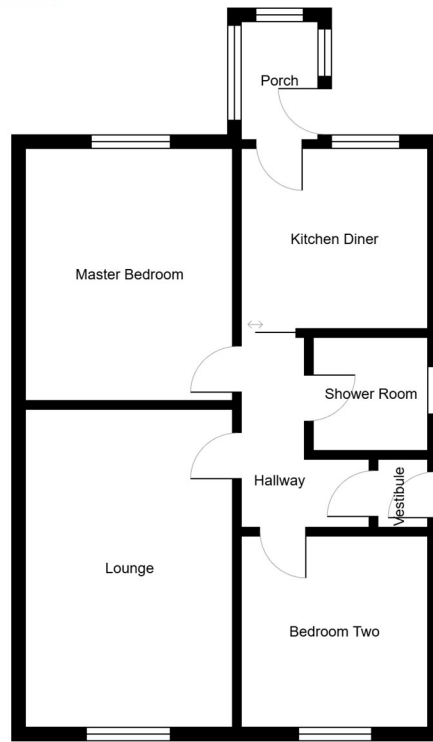 Porch
Kitchen Diner
Master Bedroom
Shower Room
Hallway
Vestibule
Lounge
Bedroom Two